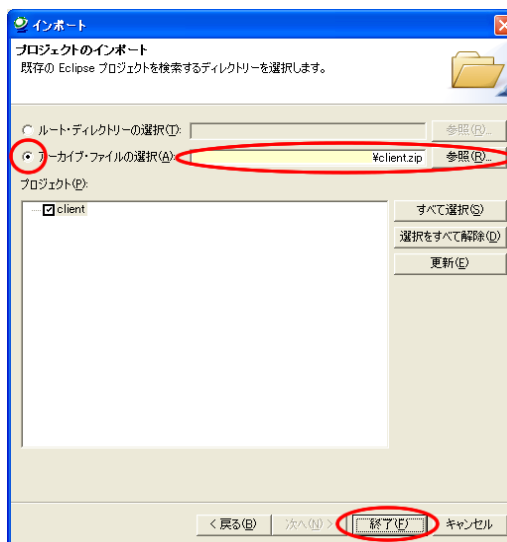 インポート
プロジェクトのインポート
既存の Eclipse プロジェクトを検索するディレクトリーを選択します。
ルート・ディレクトリーの選択(T):
参照(R)...
アーカイブ・ファイルの選択(A):
¥client.zip
参照(R)...
プロジェクト(P):
client
すべて選択(S)
選択をすべて解除(D)
更新(E)
< 戻る(B)
次へ(N) >
終了(F)
キャンセル